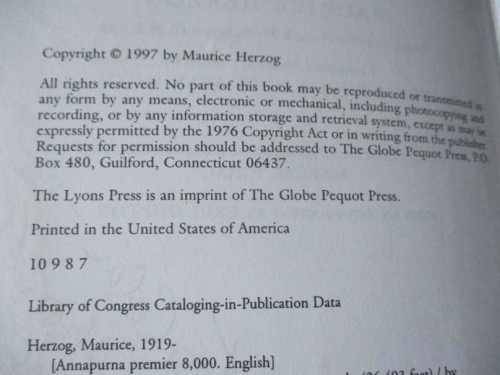 Copyright © 1997 by Maurice Herzog
All rights reserved. No part of this book may be reproduced or transmitted in
any form by any means, electronic or mechanical, including photocopying and
recording, or by any information storage and retrieval system, except as may be
expressly permitted by the 1976 Copyright Act or in writing from the publisher.
Requests for permission should be addressed to The Globe Pequot Press, P.O.
Box 480, Guilford, Connecticut 06437.
The Lyons Press is an imprint of The Globe Pequot Press.
Printed in the United States of America
10 9 8 7
Library of Congress Cataloging-in-Publication Data
Herzog, Maurice, 1919-
[Annapurna premier 8,000. English]
/ by